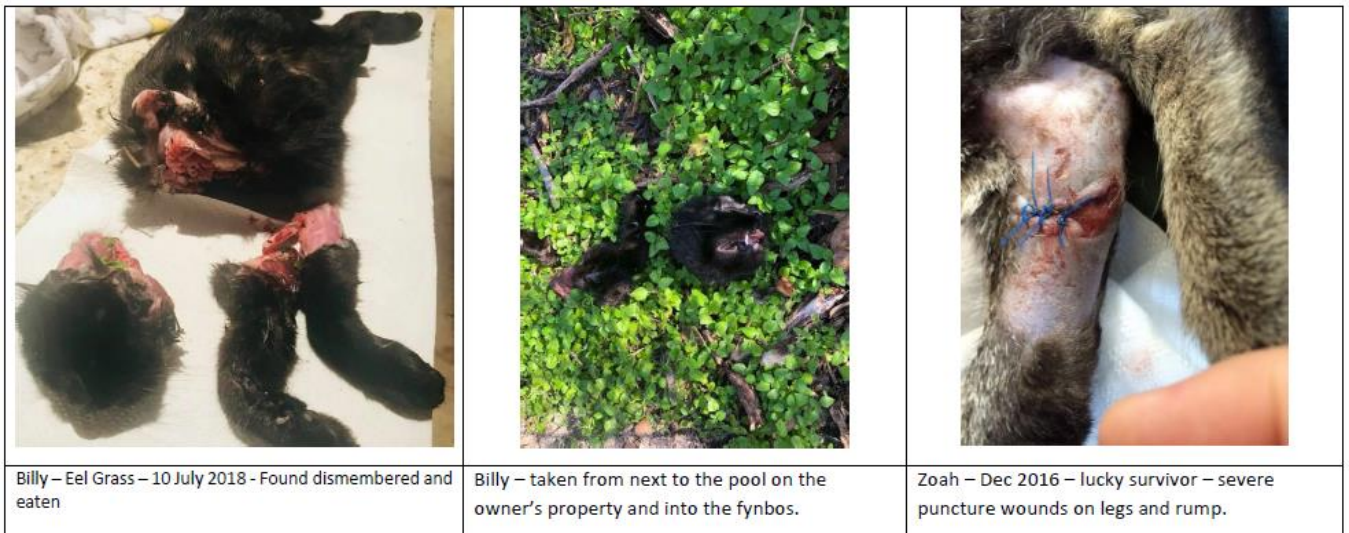 Billy – Eel Grass – 10 July 2018 - Found dismembered and
eaten
Billy – taken from next to the pool on the
owner's property and into the fynbos.
Zoah – Dec 2016 – lucky survivor – severe
puncture wounds on legs and rump.